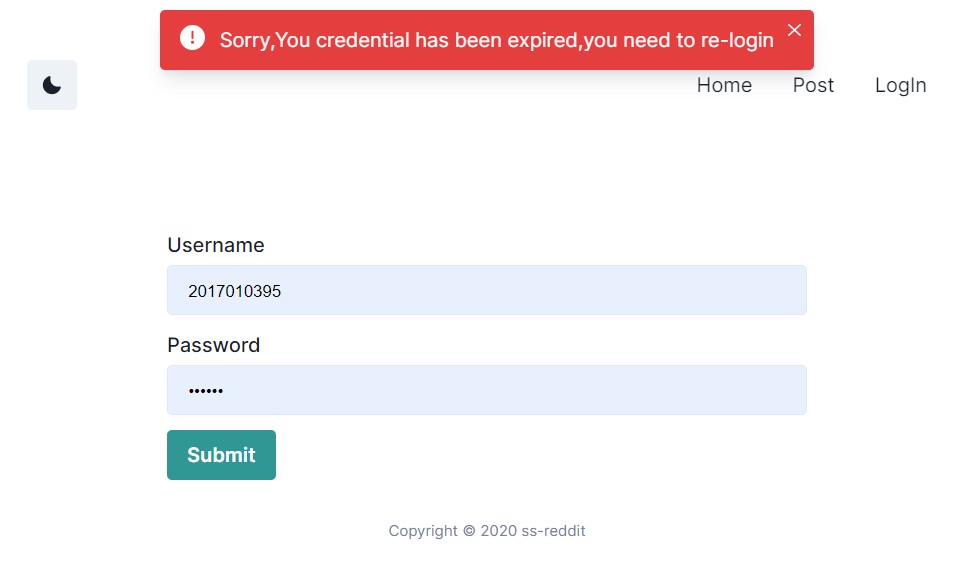 Sorry,You credential has been expired,you need to re-login
Home Post LogIn
Username
2017010395
Password
••••••
Submit
Copyright © 2020 ss-reddit